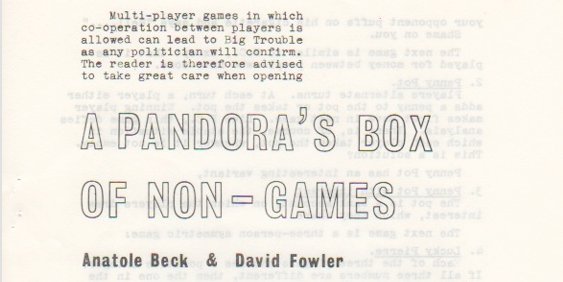 Multi-player games in which
co-operation between players is
allowed can lead to Big Trouble
as any politician will confirm.
The reader is therefore advised
to take great care when opening
A PANDORA'S BOX
OF NON-GAMES
Anatole Beck & David Fowler